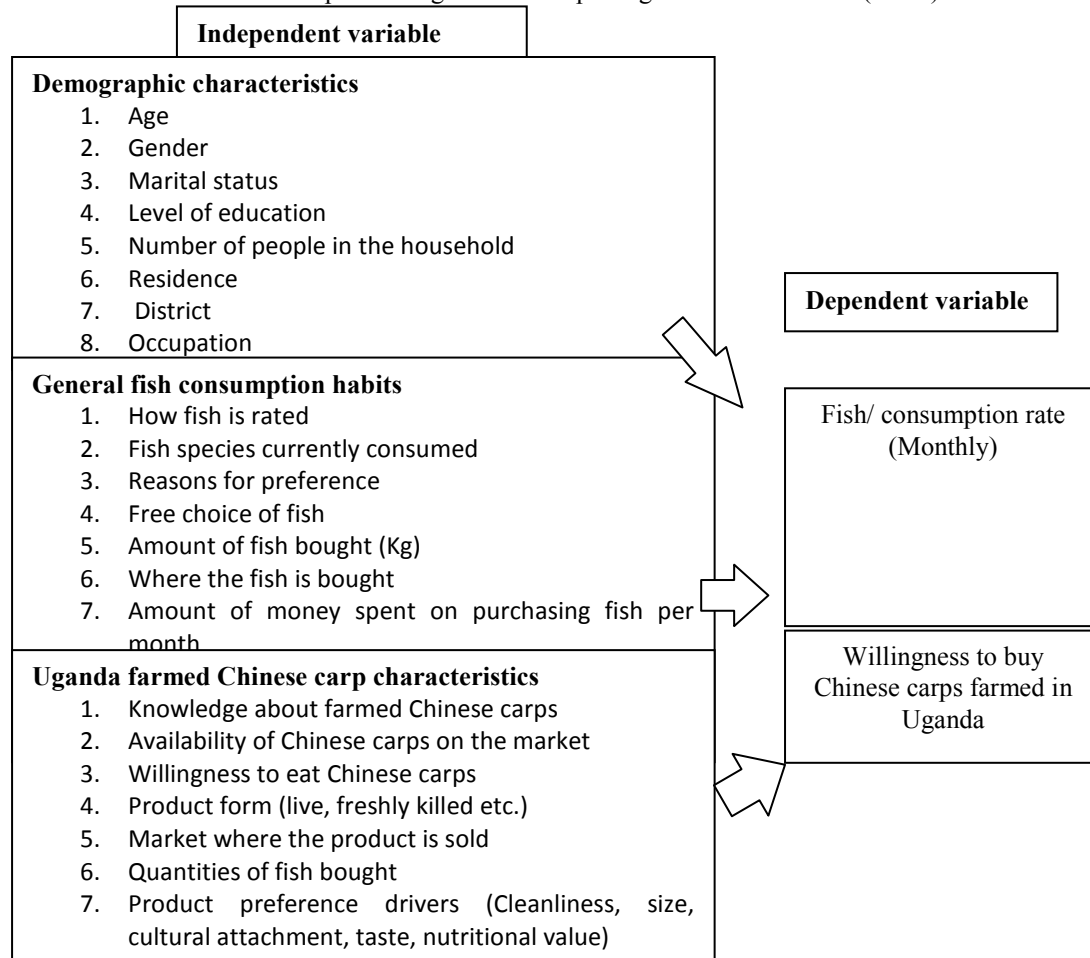 Independent variable
Demographic characteristics
1. Age
2. Gender
3. Marital status
4. Level of education
5. Number of people in the household
6. Residence
7. District
8. Occupation
General fish consumption habits
1. How fish is rated
2. Fish species currently consumed
3. Reasons for preference
4. Free choice of fish
5. Amount of fish bought (Kg)
6. Where the fish is bought
7. Amount of money spent on purchasing fish per
month
Uganda farmed Chinese carp characteristics
1. Knowledge about farmed Chinese carps
2. Availability of Chinese carps on the market
3. Willingness to eat Chinese carps
4. Product form (live, freshly killed etc.)
5. Market where the product is sold
6. Quantities of fish bought
7. Product preference drivers (Cleanliness, size,
cultural attachment, taste, nutritional value)
Dependent variable
Fish/ consumption rate
(Monthly)
Willingness to buy
Chinese carps farmed in
Uganda